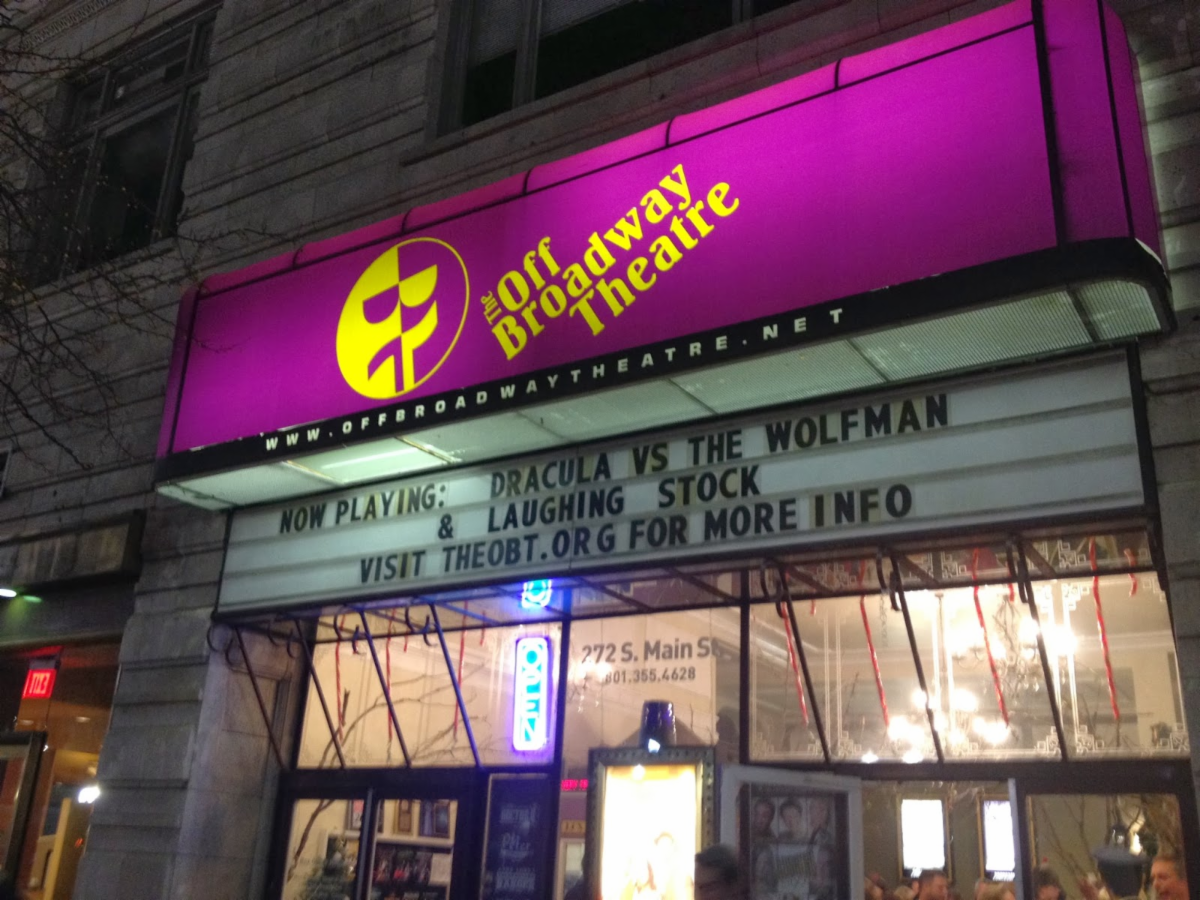 the Off
Broadway
Theatre
WWW.OFFBROADWAYTHEATRE.NET
NOW PLAYING: DRACULA VS THE WOLFMAN
& LAUGHING STOCK
VISIT THEOBT.ORG FOR MORE INFO
272 S. Main St.
801.355.4628
OPEN
EXIT